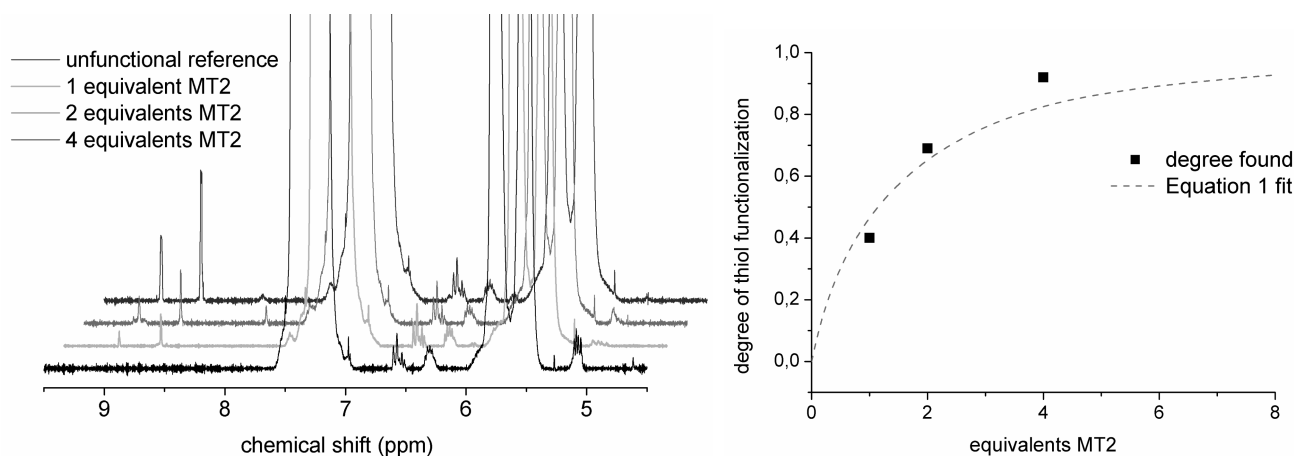 unfunctional reference
1 equivalent MT2
2 equivalents MT2
4 equivalents MT2
9 8 7 6 5
chemical shift (ppm)
degree of thiol functionalization
1,0
0,8
0,6
0,4
0,2
0,0
degree found
Equation 1 fit
0 2 4 6 8
equivalents MT2